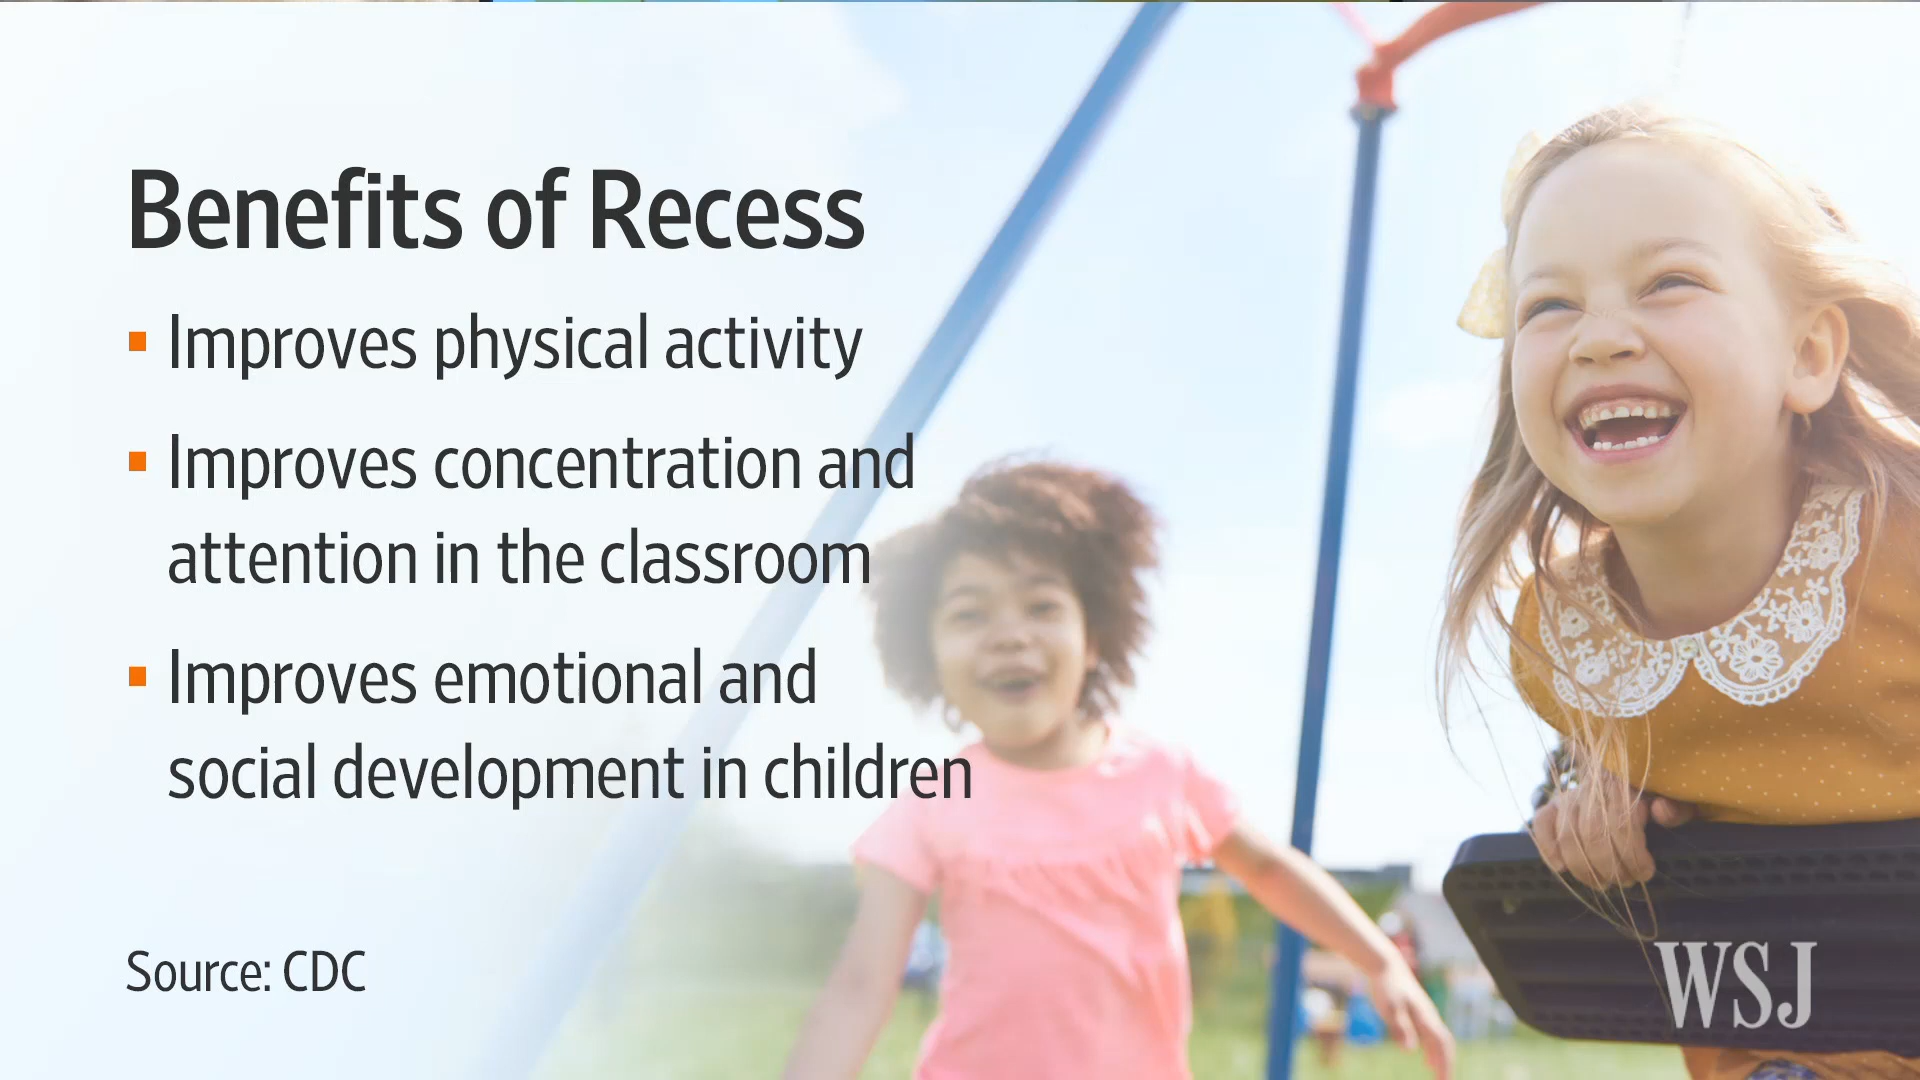 Benefits of Recess
▪ Improves physical activity
▪ Improves concentration and
attention in the classroom
▪ Improves emotional and
social development in children
Source: CDC
WSJ